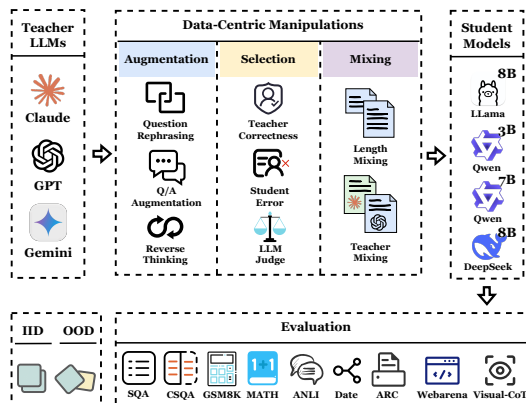 Teacher
LLMs
Claude
GPT
Gemini
Data-Centric Manipulations
Augmentation
Question
Rephrasing
Q/A
Augmentation
Reverse
Thinking
Selection
Teacher
Correctness
Student
Error
LLM
Judge
Mixing
Length
Mixing
Teacher
Mixing
Student
Models
8B
LLama
3B
Qwen
7B
Qwen
8B
DeepSeek
IID OOD
Evaluation
1+1
SQA CSQA GSM8K MATH ANLI Date ARC Webarena Visual-CoT